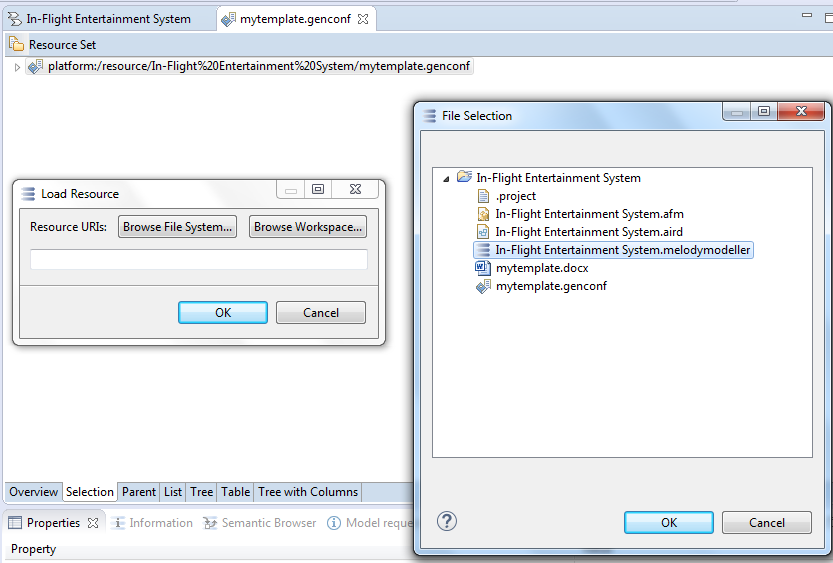 In-Flight Entertainment System
mytemplate.genconf
Resource Set
platform:/resource/In-Flight%20Entertainment%20System/mytemplate.genconf
Load Resource
Resource URIs:
Browse File System...
Browse Workspace...
OK
Cancel
File Selection
In-Flight Entertainment System
.project
In-Flight Entertainment System.afm
In-Flight Entertainment System.aird
In-Flight Entertainment System.melodymodeller
mytemplate.docx
mytemplate.genconf
?
OK
Cancel
Overview
Selection
Parent
List
Tree
Table
Tree with Columns
Properties
Information
Semantic Browser
Model reque
Property